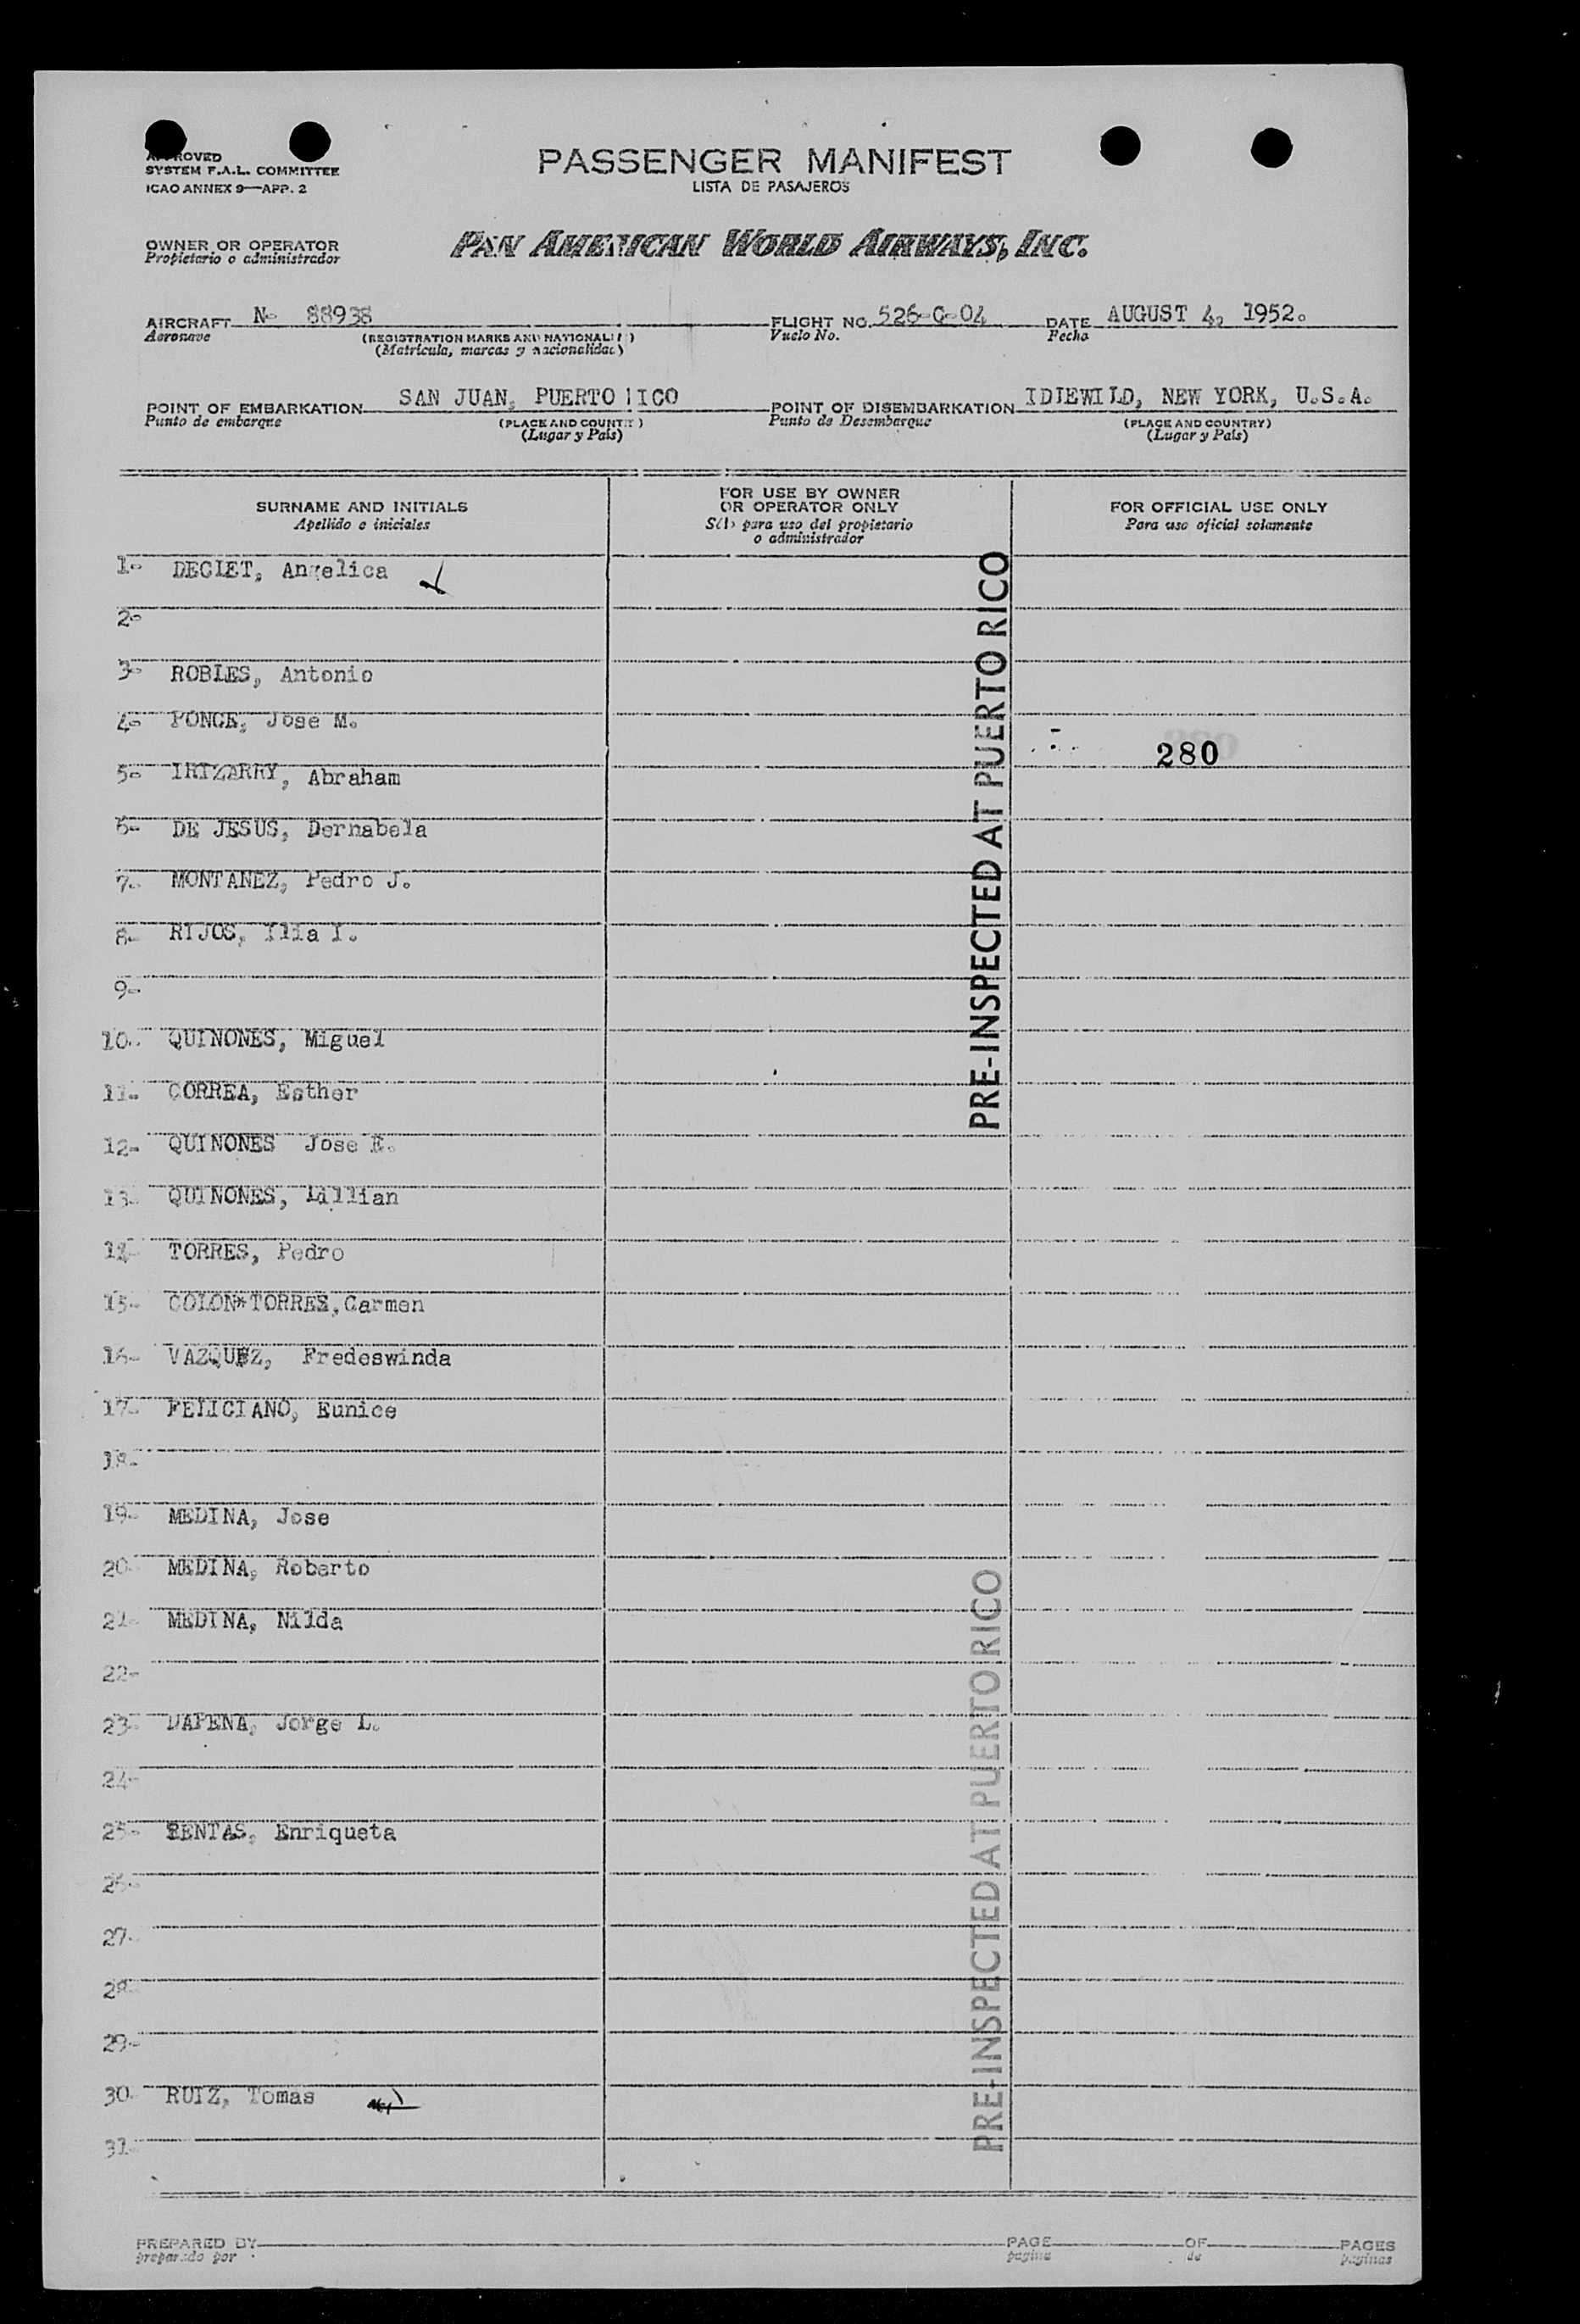 APPROVED
SYSTEM F.A.L. COMMITTEE
ICAO ANNEX 9—APP. 2
PASSENGER MANIFEST
LISTA DE PASAJEROS
OWNER OR OPERATOR
Propietario o administrador
PAN AMERICAN WORLD AIRWAYS, INC.
AIRCRAFT N- 88938 FLIGHT NO. 526-C-04 DATE AUGUST 4, 1952.
Aeronave (REGISTRATION MARKS AND NATIONALITY) Vuelo No. Fecha
(Matrícula, marcas y nacionalidad)
POINT OF EMBARKATION SAN JUAN, PUERTO RICO POINT OF DISEMBARKATION IDLEWILD, NEW YORK, U.S.A.
Punto de embarque (PLACE AND COUNTRY) Punto de Desembarque (PLACE AND COUNTRY)
(Lugar y País) (Lugar y País)
SURNAME AND INITIALS
Apellido e iniciales
FOR USE BY OWNER
OR OPERATOR ONLY
Sólo para uso del propietario
o administrador
FOR OFFICIAL USE ONLY
Para uso oficial solamente
1- DECLET, Angelica
2-
3- ROBLES, Antonio
4- PONCE, Jose M.
280
5- IRIZARRY, Abraham
6- DE JESUS, Dernabela
7- MONTANEZ, Pedro J.
8- RIJOS, Ilia I.
9-
10- QUINONES, Miguel
11- CORREA, Esther
12- QUINONES Jose E.
13- QUINONES, Lillian
14- TORRES, Pedro
15- COLON*TORRES,Carmen
16- VAZQUEZ, Fredeswinda
17- FELICIANO, Eunice
18-
19- MEDINA, Jose
20- MEDINA, Roberto
21- MEDINA, Nilda
22-
23- DAPENA, Jorge L.
24-
25- RENTAS, Enriqueta
26-
27-
28-
29-
30- RUIZ, Tomas
31-
PRE-INSPECTED AT PUERTO RICO
PRE-INSPECTED AT PUERTO RICO
PREPARED BY PAGE OF PAGES
preparado por página de páginas